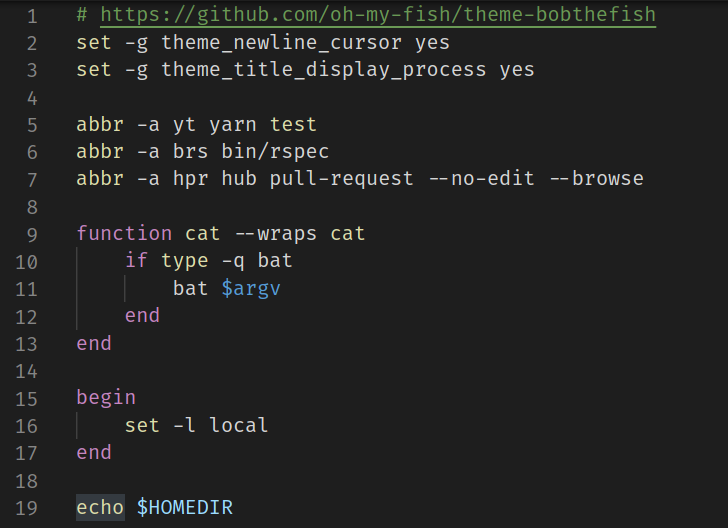 1 # https://github.com/oh-my-fish/theme-bobthefish
2 set -g theme_newline_cursor yes
3 set -g theme_title_display_process yes
4
5 abbr -a yt yarn test
6 abbr -a brs bin/rspec
7 abbr -a hpr hub pull-request --no-edit --browse
8
9 function cat --wraps cat
10     if type -q bat
11         bat $argv
12     end
13 end
14
15 begin
16     set -l local
17 end
18
19 echo $HOMEDIR